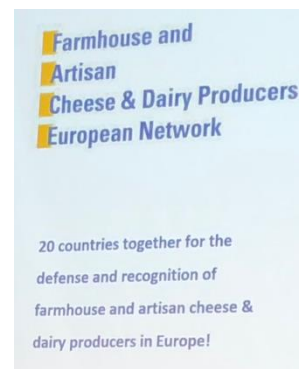 Farmhouse and
Artisan
Cheese & Dairy Producers
European Network
20 countries together for the
defense and recognition of
farmhouse and artisan cheese &
dairy producers in Europe!